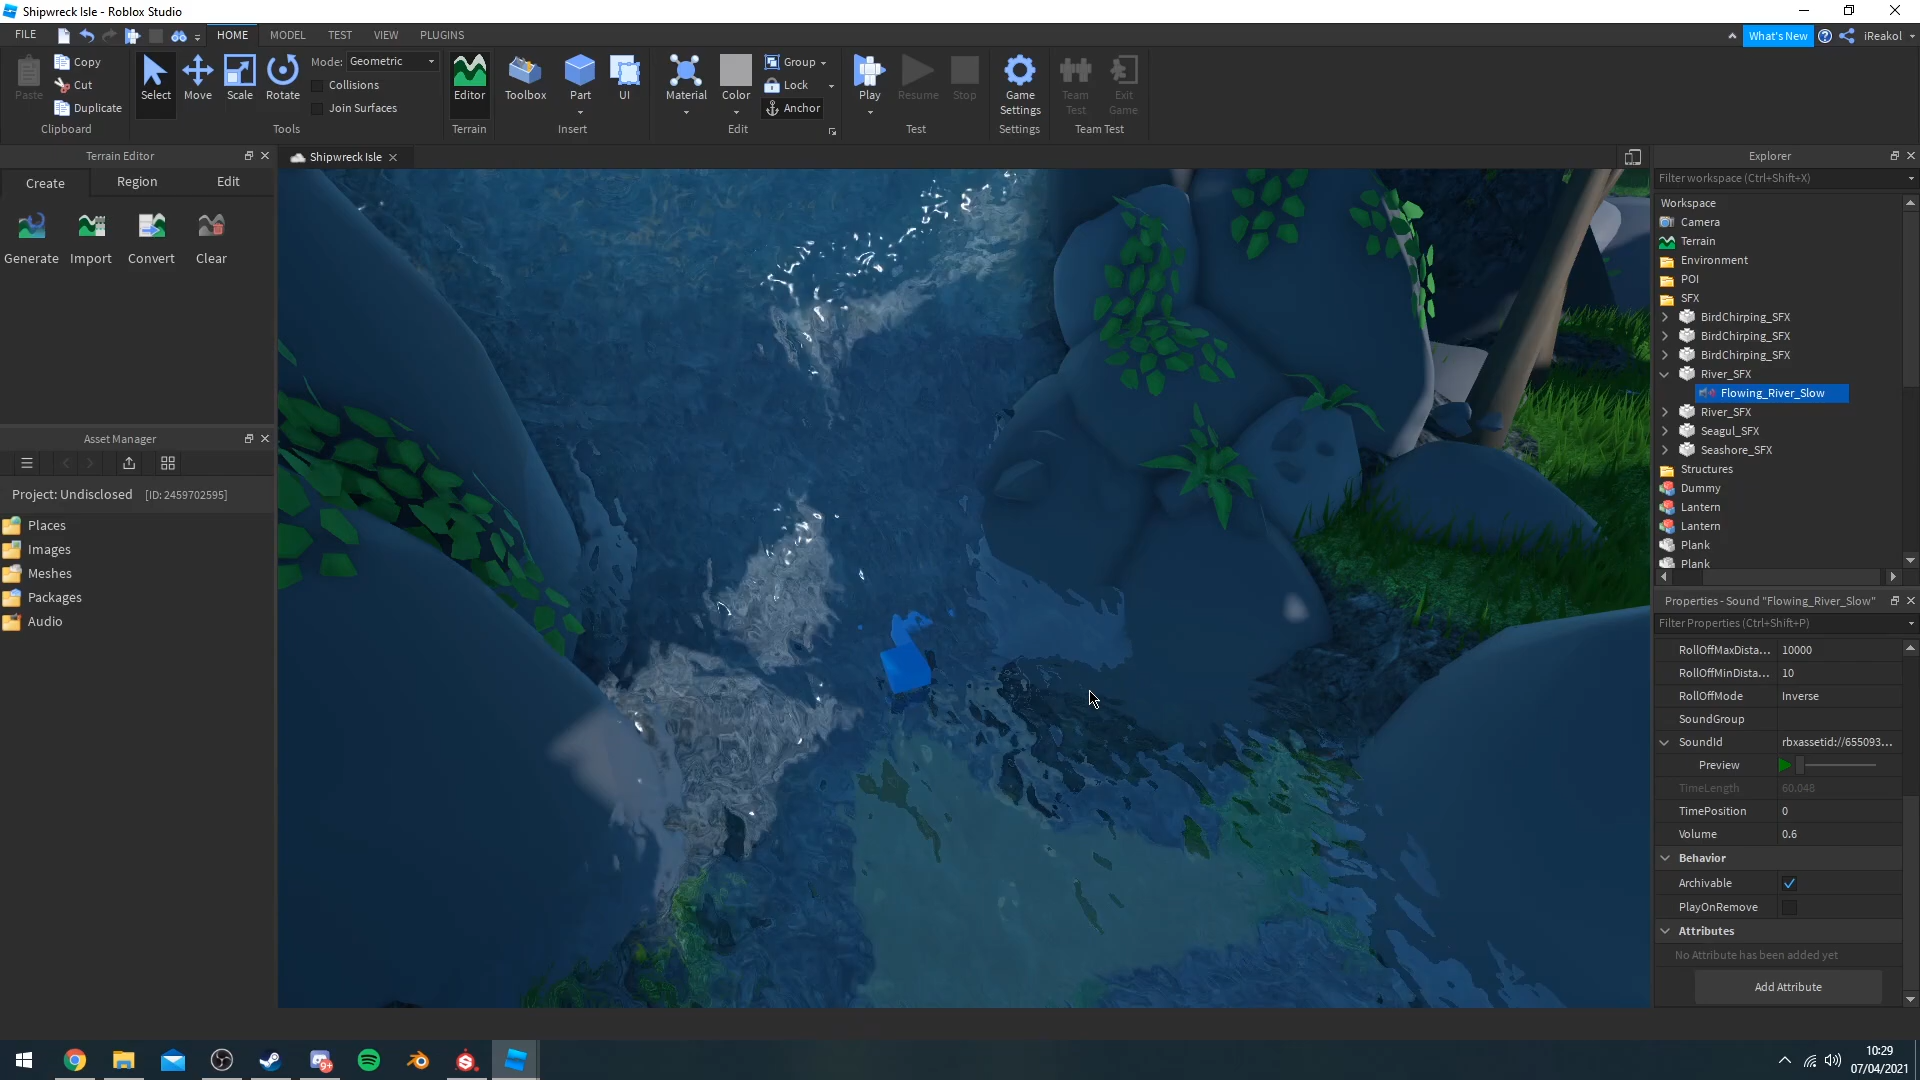 Shipwreck Isle - Roblox Studio
FILE HOME MODEL TEST VIEW PLUGINS What's New iReakol
Paste Copy Cut Duplicate Clipboard
Select Move Scale Rotate Mode: Geometric Collisions Join Surfaces Tools
Editor Terrain
Toolbox Part UI Insert
Material Color Group Lock Anchor Edit
Play Resume Stop Test
Game Settings Settings
Team Test Exit Game Team Test
Terrain Editor
Create Region Edit
Generate Import Convert Clear
Asset Manager
Project: Undisclosed [ID: 2459702595]
Places
Images
Meshes
Packages
Audio
Shipwreck Isle
Explorer
Filter workspace (Ctrl+Shift+X)
Workspace
Camera
Terrain
Environment
POI
SFX
BirdChirping_SFX
BirdChirping_SFX
BirdChirping_SFX
River_SFX
Flowing_River_Slow
River_SFX
Seagul_SFX
Seashore_SFX
Structures
Dummy
Lantern
Lantern
Plank
Plank
Properties - Sound "Flowing_River_Slow"
Filter Properties (Ctrl+Shift+P)
RollOffMaxDista... 10000
RollOffMinDista... 10
RollOffMode Inverse
SoundGroup
SoundId rbxassetid://655093...
Preview
TimeLength 60.048
TimePosition 0
Volume 0.6
Behavior
Archivable
PlayOnRemove
Attributes
No Attribute has been added yet
Add Attribute
9+
10:29
07/04/2021